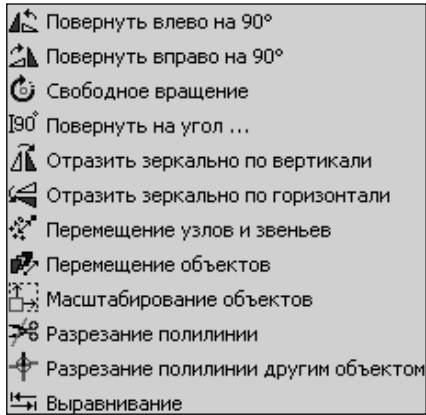 Повернуть влево на 90°
Повернуть вправо на 90°
Свободное вращение
90° Повернуть на угол ...
Отразить зеркально по вертикали
Отразить зеркально по горизонтали
Перемещение узлов и звеньев
Перемещение объектов
Масштабирование объектов
Разрезание полилинии
Разрезание полилинии другим объектом
Выравнивание